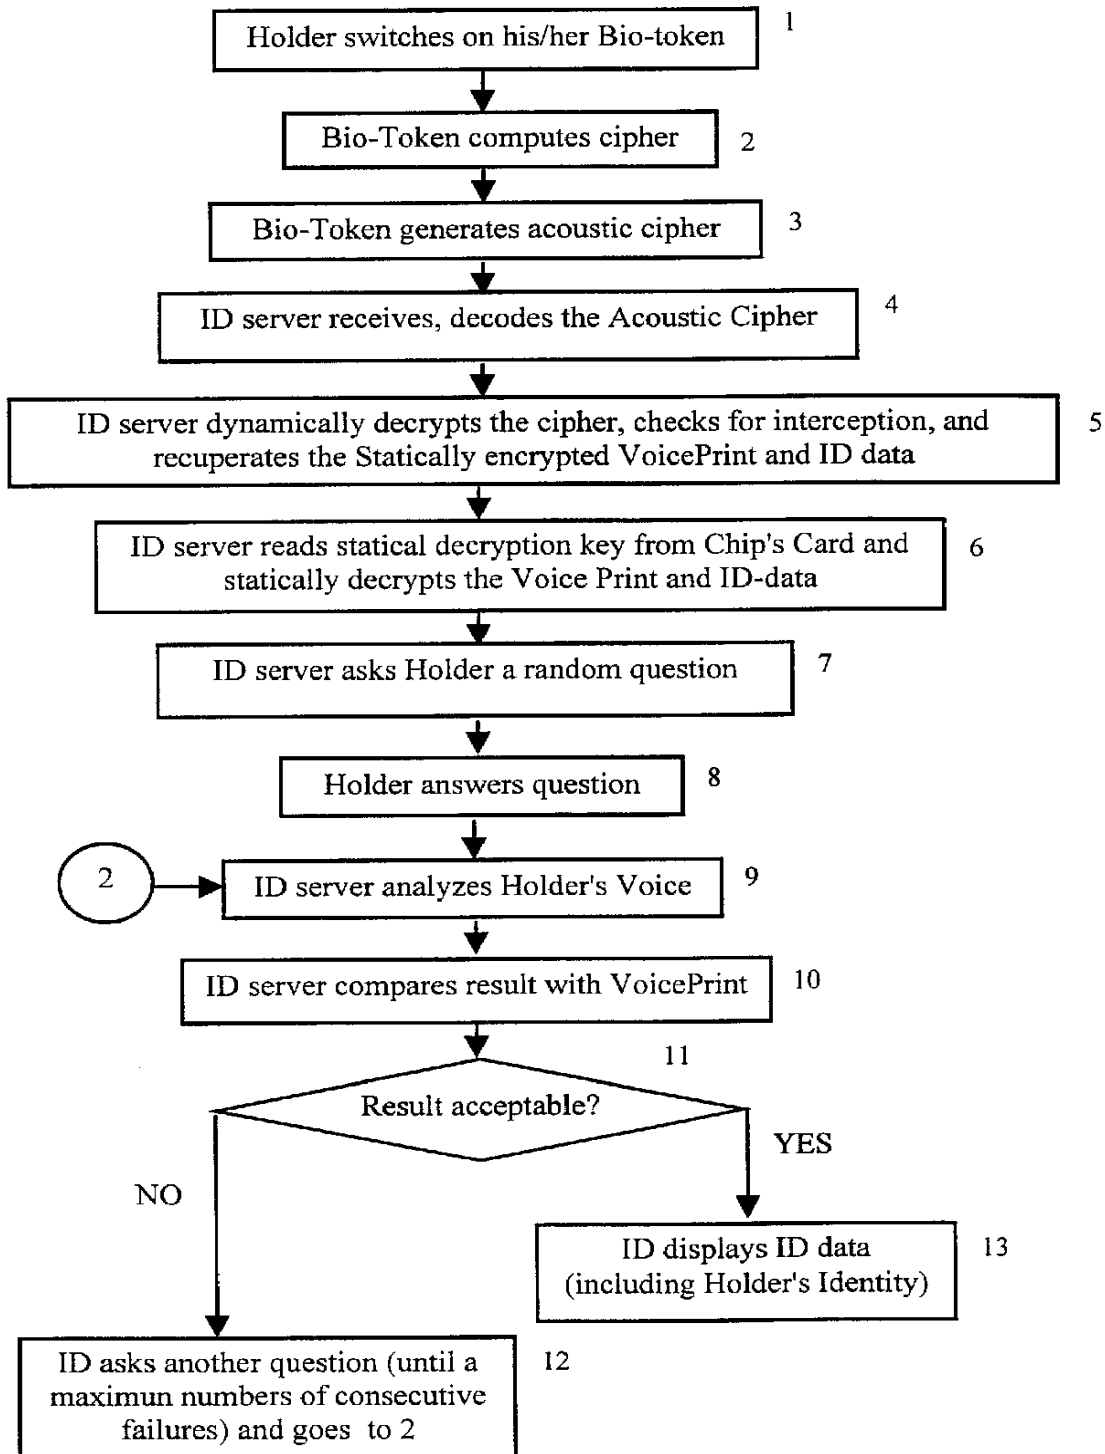 Holder switches on his/her Bio-token
1
Bio-Token computes cipher
2
Bio-Token generates acoustic cipher
3
ID server receives, decodes the Acoustic Cipher
4
ID server dynamically decrypts the cipher, checks for interception, and
recuperates the Statically encrypted VoicePrint and ID data
5
ID server reads statical decryption key from Chip's Card and
statically decrypts the Voice Print and ID-data
6
ID server asks Holder a random question
7
Holder answers question
8
2
ID server analyzes Holder's Voice
9
ID server compares result with VoicePrint
10
11
Result acceptable?
YES
NO
ID displays ID data
(including Holder's Identity)
13
ID asks another question (until a
maximun numbers of consecutive
failures) and goes to 2
12